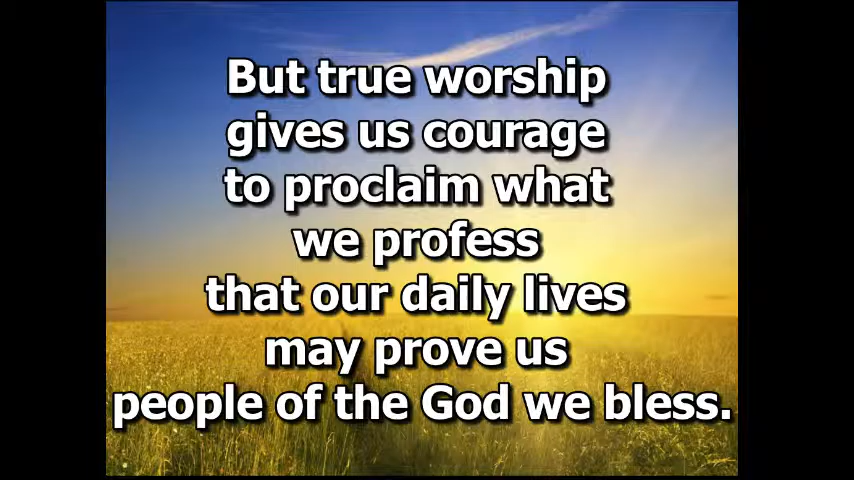 But true worship
gives us courage
to proclaim what
we profess
that our daily lives
may prove us
people of the God we bless.